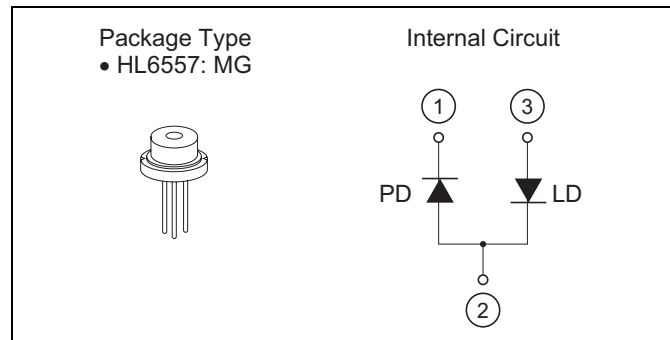 Package Type
• HL6557: MG
Internal Circuit
1
3
PD
LD
2